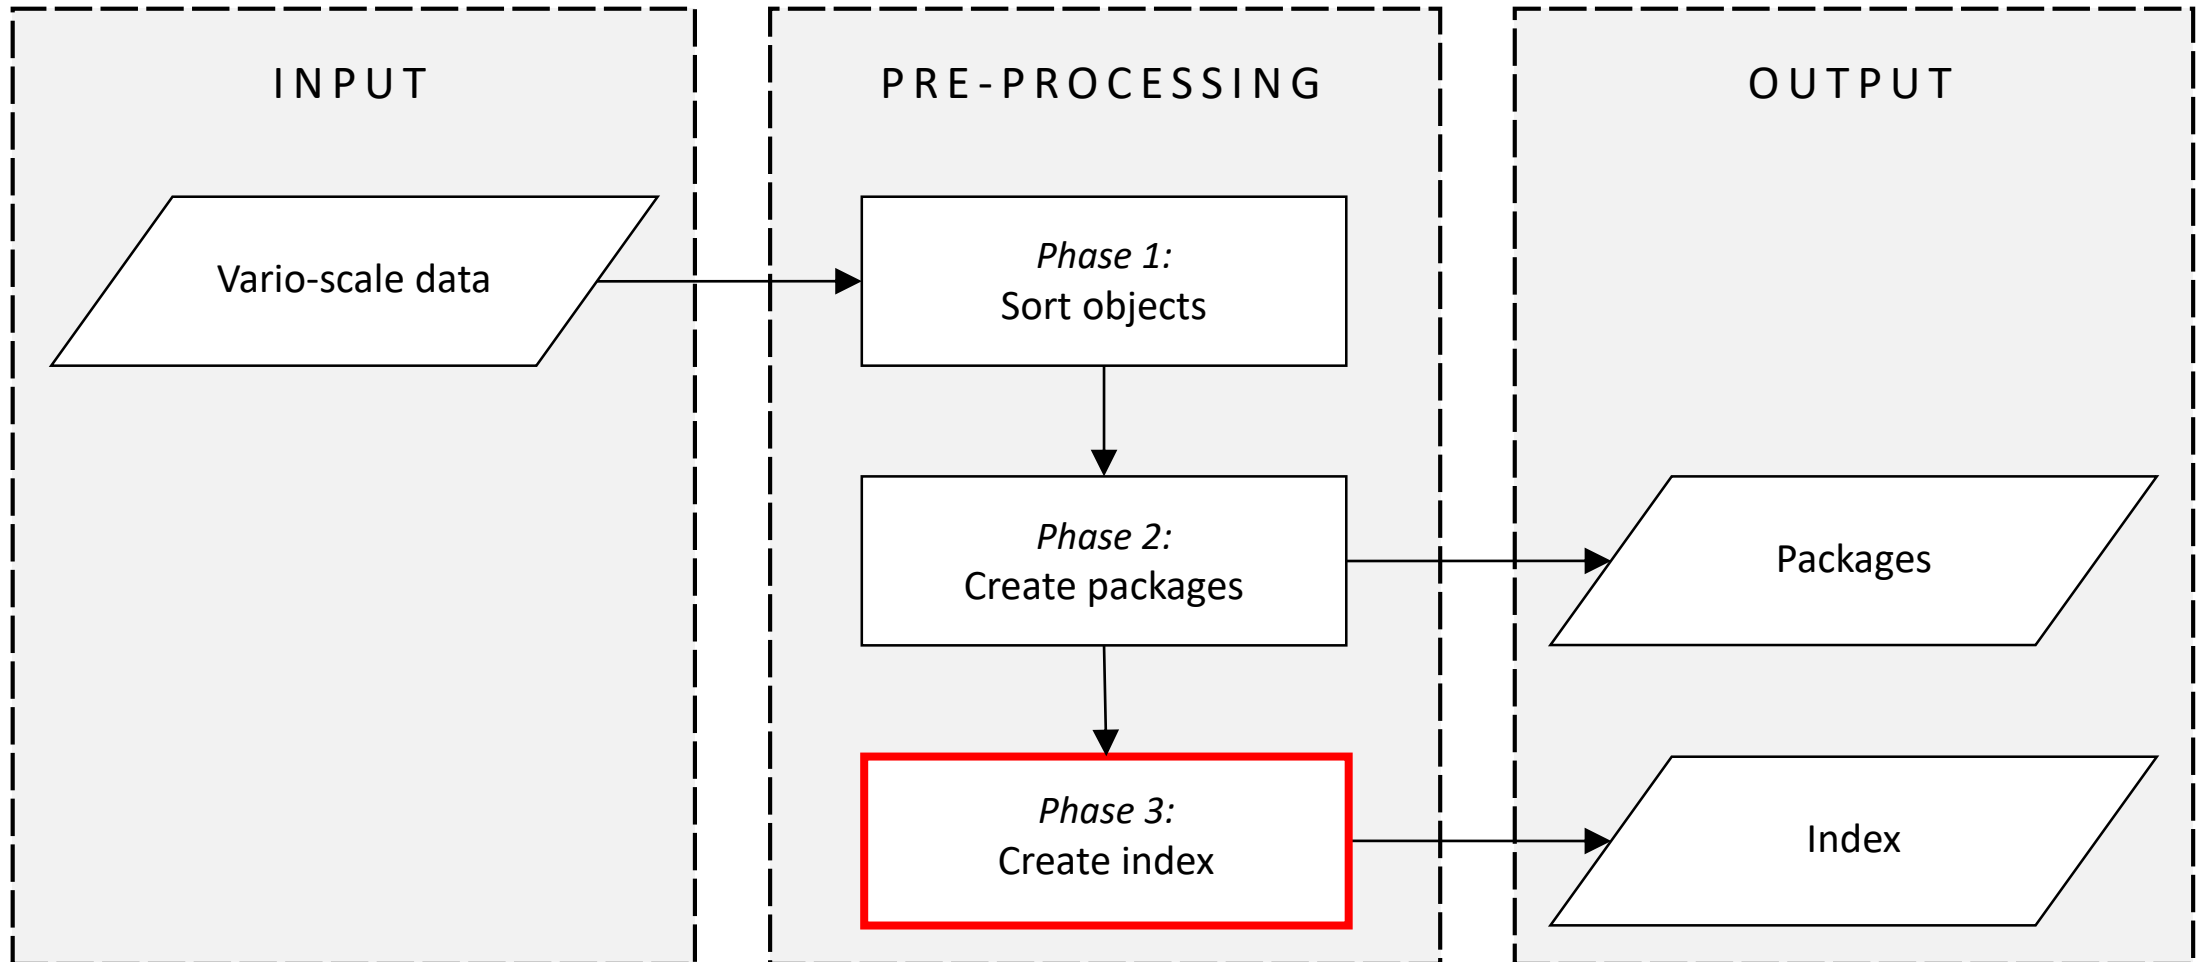 INPUT
PRE-PROCESSING
OUTPUT
Vario-scale data
Phase 1:
Sort objects
Phase 2:
Create packages
Packages
Phase 3:
Create index
Index